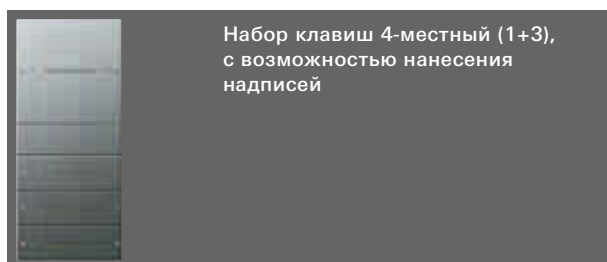 Набор клавиш 4-местный (1+3),
с возможностью нанесения
надписей